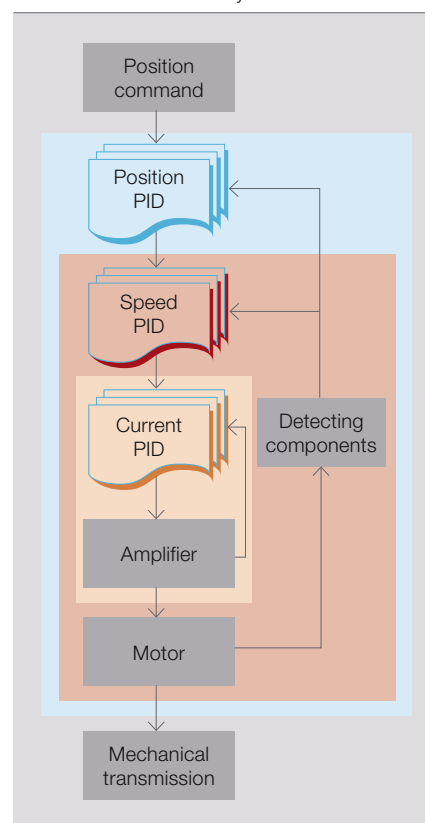 Position
command
Position
PID
Speed
PID
Current
PID
Detecting
components
Amplifier
Motor
Mechanical
transmission